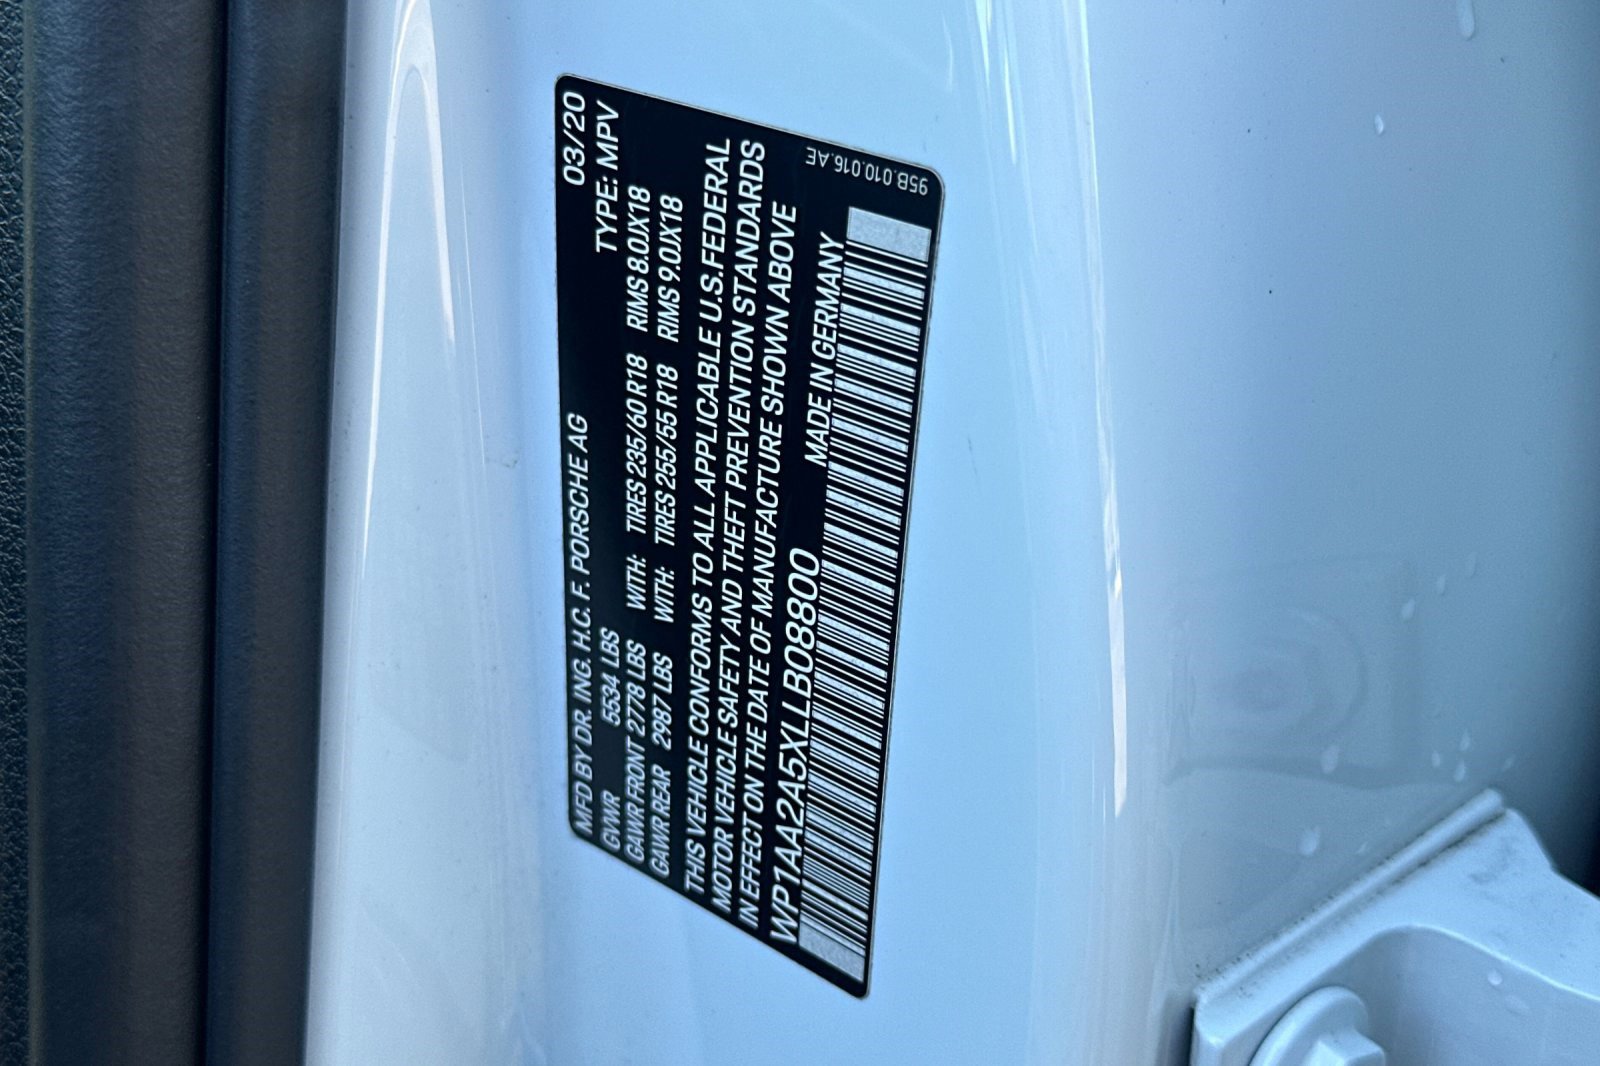 MFD BY DR. ING. H.C. F. PORSCHE AG 03/20
GVWR 5534 LBS TYPE: MPV
GAWR FRONT 2778 LBS WITH: TIRES 235/60 R18 RIMS 8.0JX18
GAWR REAR 2987 LBS WITH: TIRES 255/55 R18 RIMS 9.0JX18
THIS VEHICLE CONFORMS TO ALL APPLICABLE U.S.FEDERAL
MOTOR VEHICLE SAFETY AND THEFT PREVENTION STANDARDS
IN EFFECT ON THE DATE OF MANUFACTURE SHOWN ABOVE
WP1AA2A5XLLB08800 MADE IN GERMANY
95B.010.016.AE